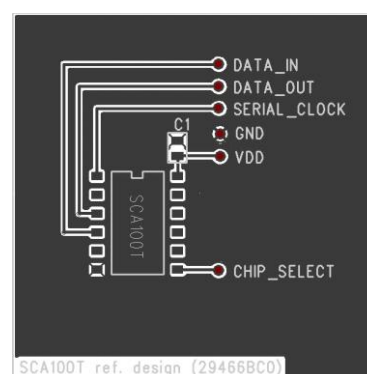 DATA_IN
DATA_OUT
SERIAL_CLOCK
C1
GND
VDD
SCA100T
CHIP_SELECT
SCA100T ref. design (29466BC0)